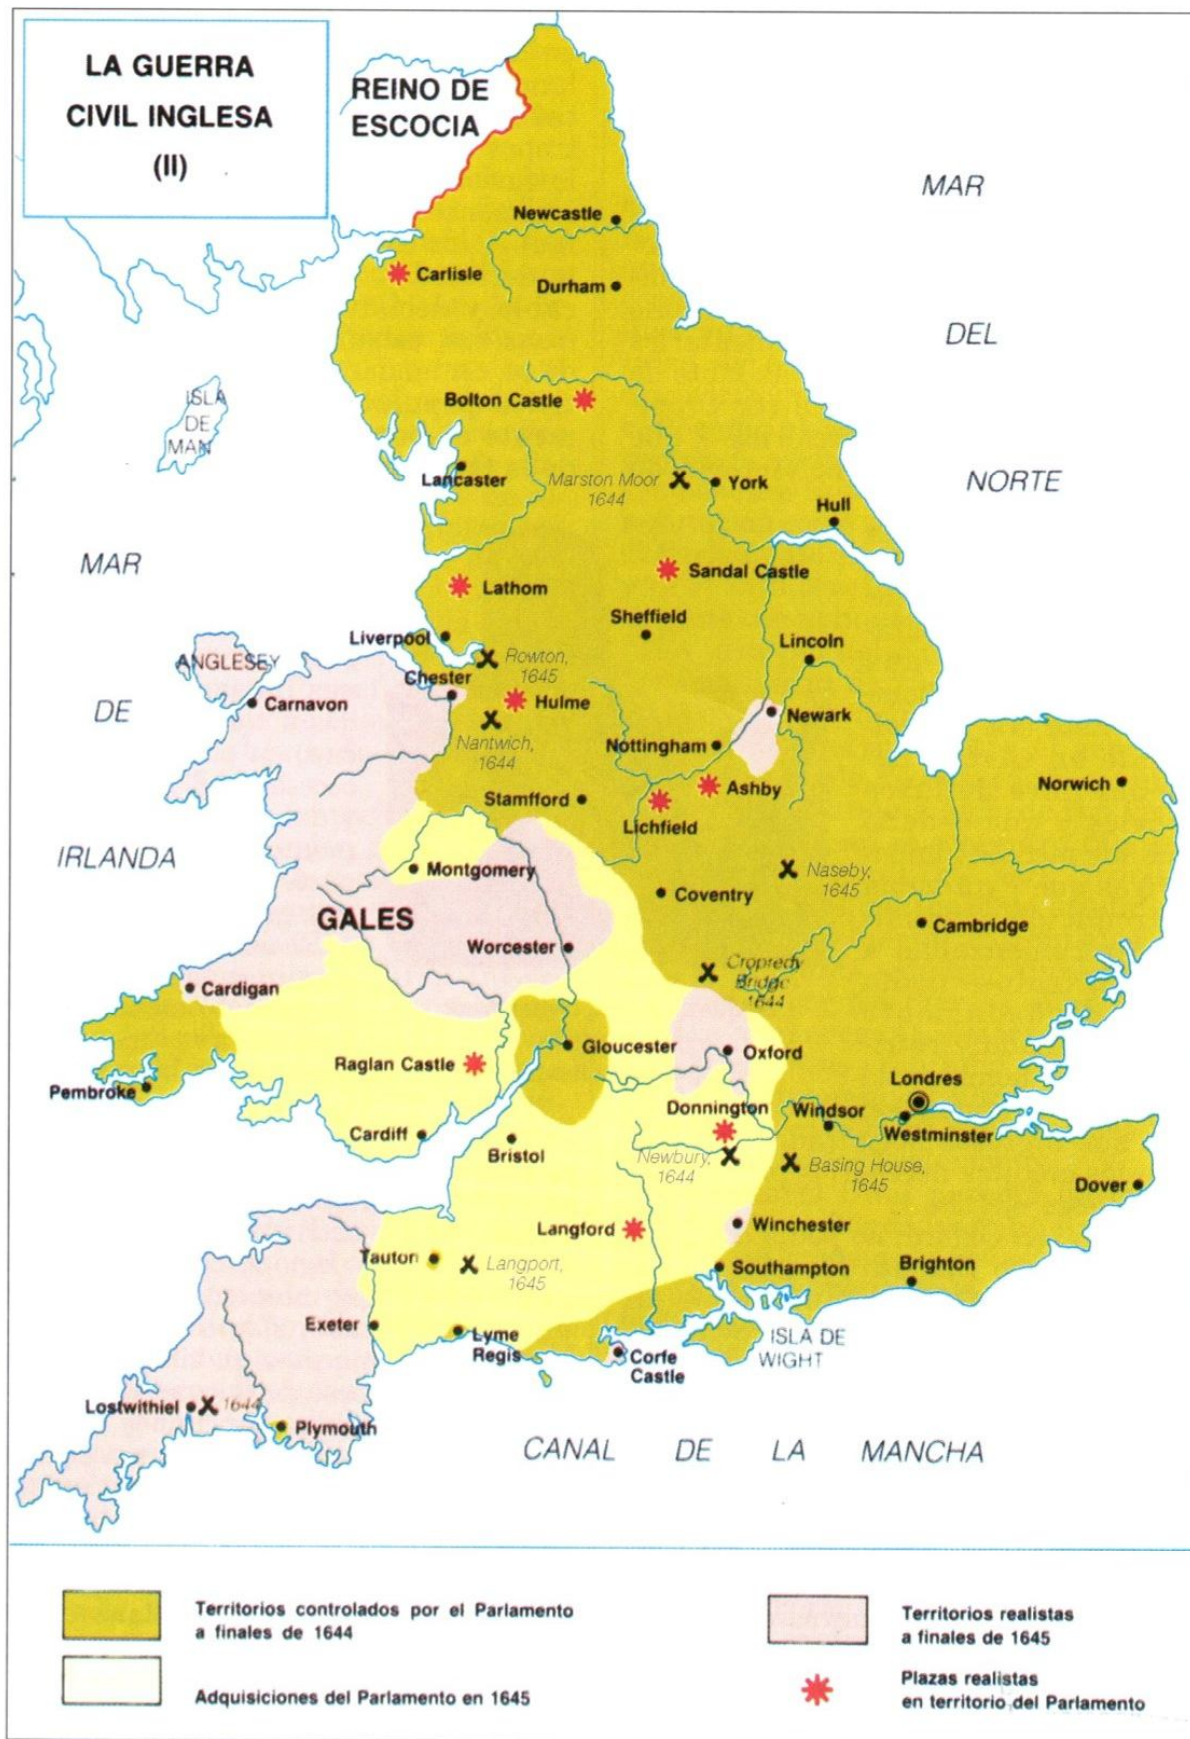 LA GUERRA
CIVIL INGLESA
(II)
REINO DE
ESCOCIA
MAR
DEL
NORTE
Newcastle
Carlisle
Durham
ISLA
DE
MAN
Bolton Castle
Lancaster
Marston Moor
1644
York
Hull
MAR
DE
IRLANDA
Lathom
Sandal Castle
Sheffield
Liverpool
Lincoln
Rowton,
1645
ANGLESEY
Chester
Carnavon
Hulme
Newark
Nantwich,
1644
Nottingham
Ashby
Norwich
Stamfford
Lichfield
Montgomery
Naseby,
1645
Coventry
GALES
Cambridge
Worcester
Cropredy
Bridge
1644
Cardigan
Gloucester
Oxford
Raglan Castle
Londres
Pembroke
Donnington
Windsor
Westminster
Cardiff
Bristol
Newbury,
1644
Basing House,
1645
Dover
Langford
Winchester
Tauton
Langport,
1645
Southampton
Brighton
Exeter
Lyme
Regis
ISLA DE
WIGHT
Corfe
Castle
Lostwithiel
1644
Plymouth
CANAL DE LA MANCHA
Territorios controlados por el Parlamento
a finales de 1644
Adquisiciones del Parlamento en 1645
Territorios realistas
a finales de 1645
Plazas realistas
en territorio del Parlamento